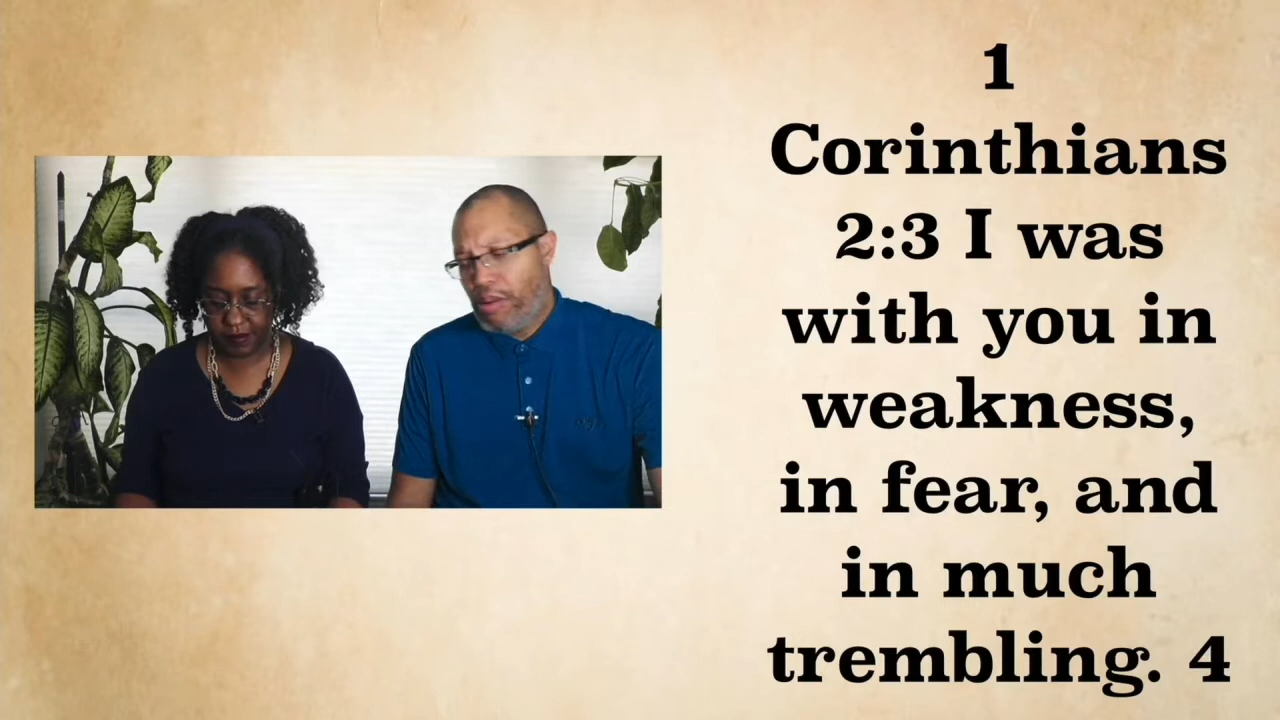 1
Corinthians
2:3 I was
with you in
weakness,
in fear, and
in much
trembling. 4